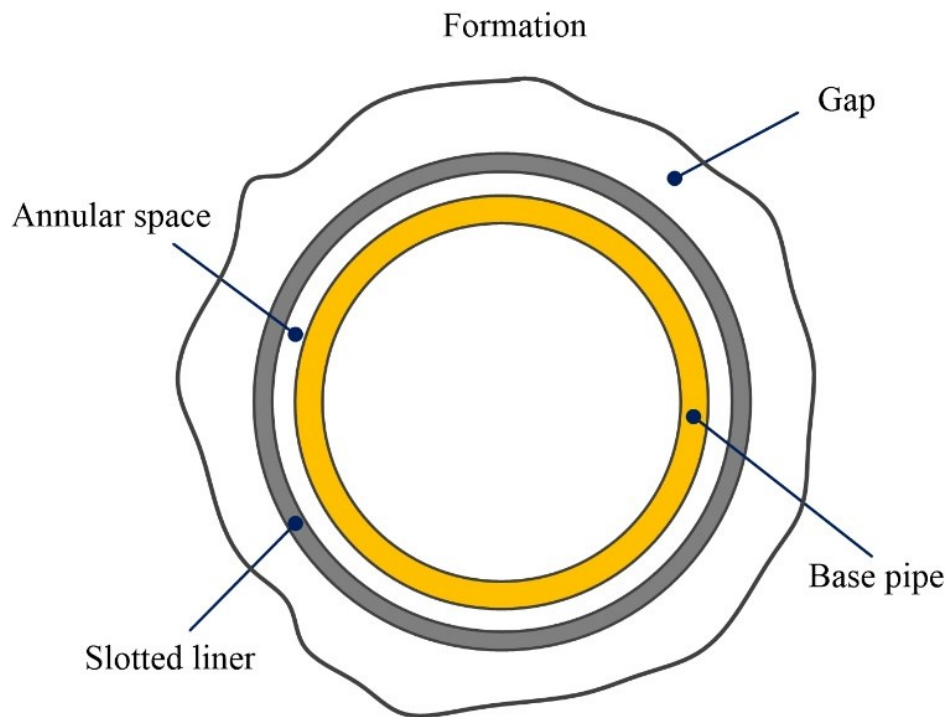 Formation
Gap
Annular space
Base pipe
Slotted liner